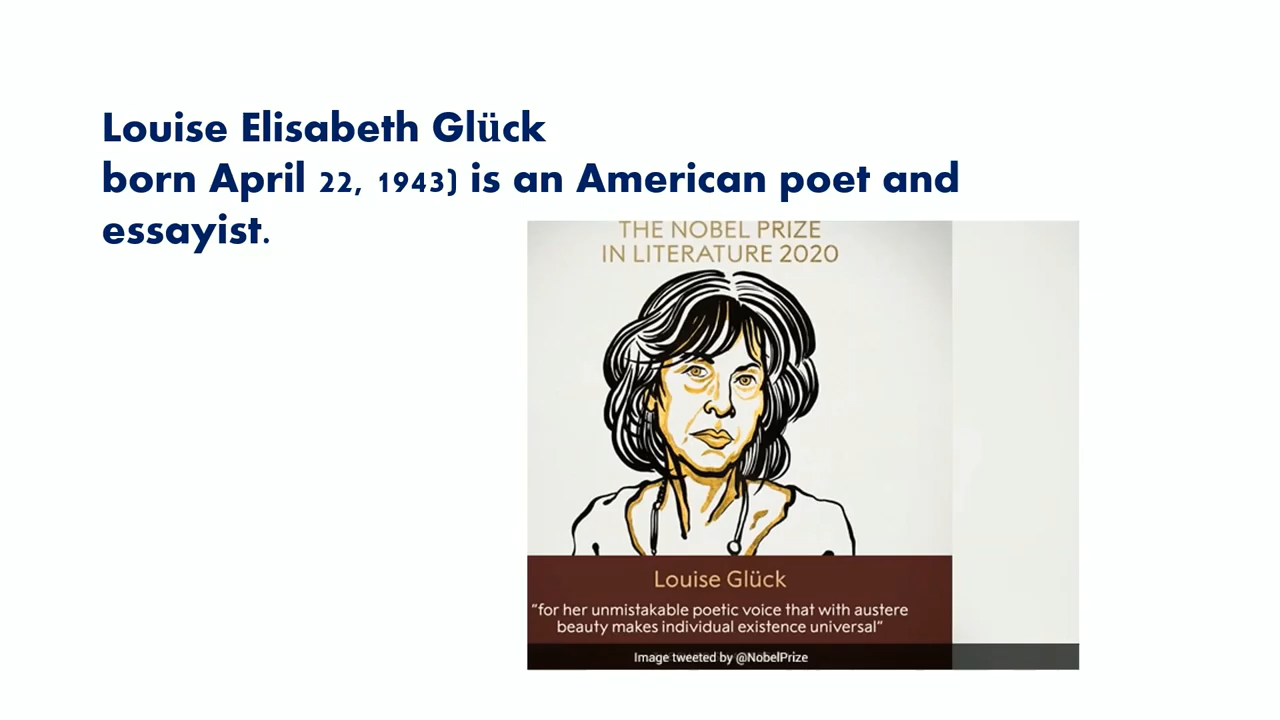 Louise Elisabeth Glück
born April 22, 1943) is an American poet and
essayist.
THE NOBEL PRIZE
IN LITERATURE 2020
Louise Glück
"for her unmistakable poetic voice that with austere
beauty makes individual existence universal"
Image tweeted by @NobelPrize